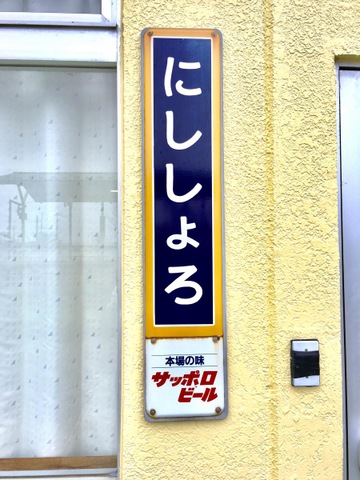 にししょろ
本場の味
サッポロ
ビール